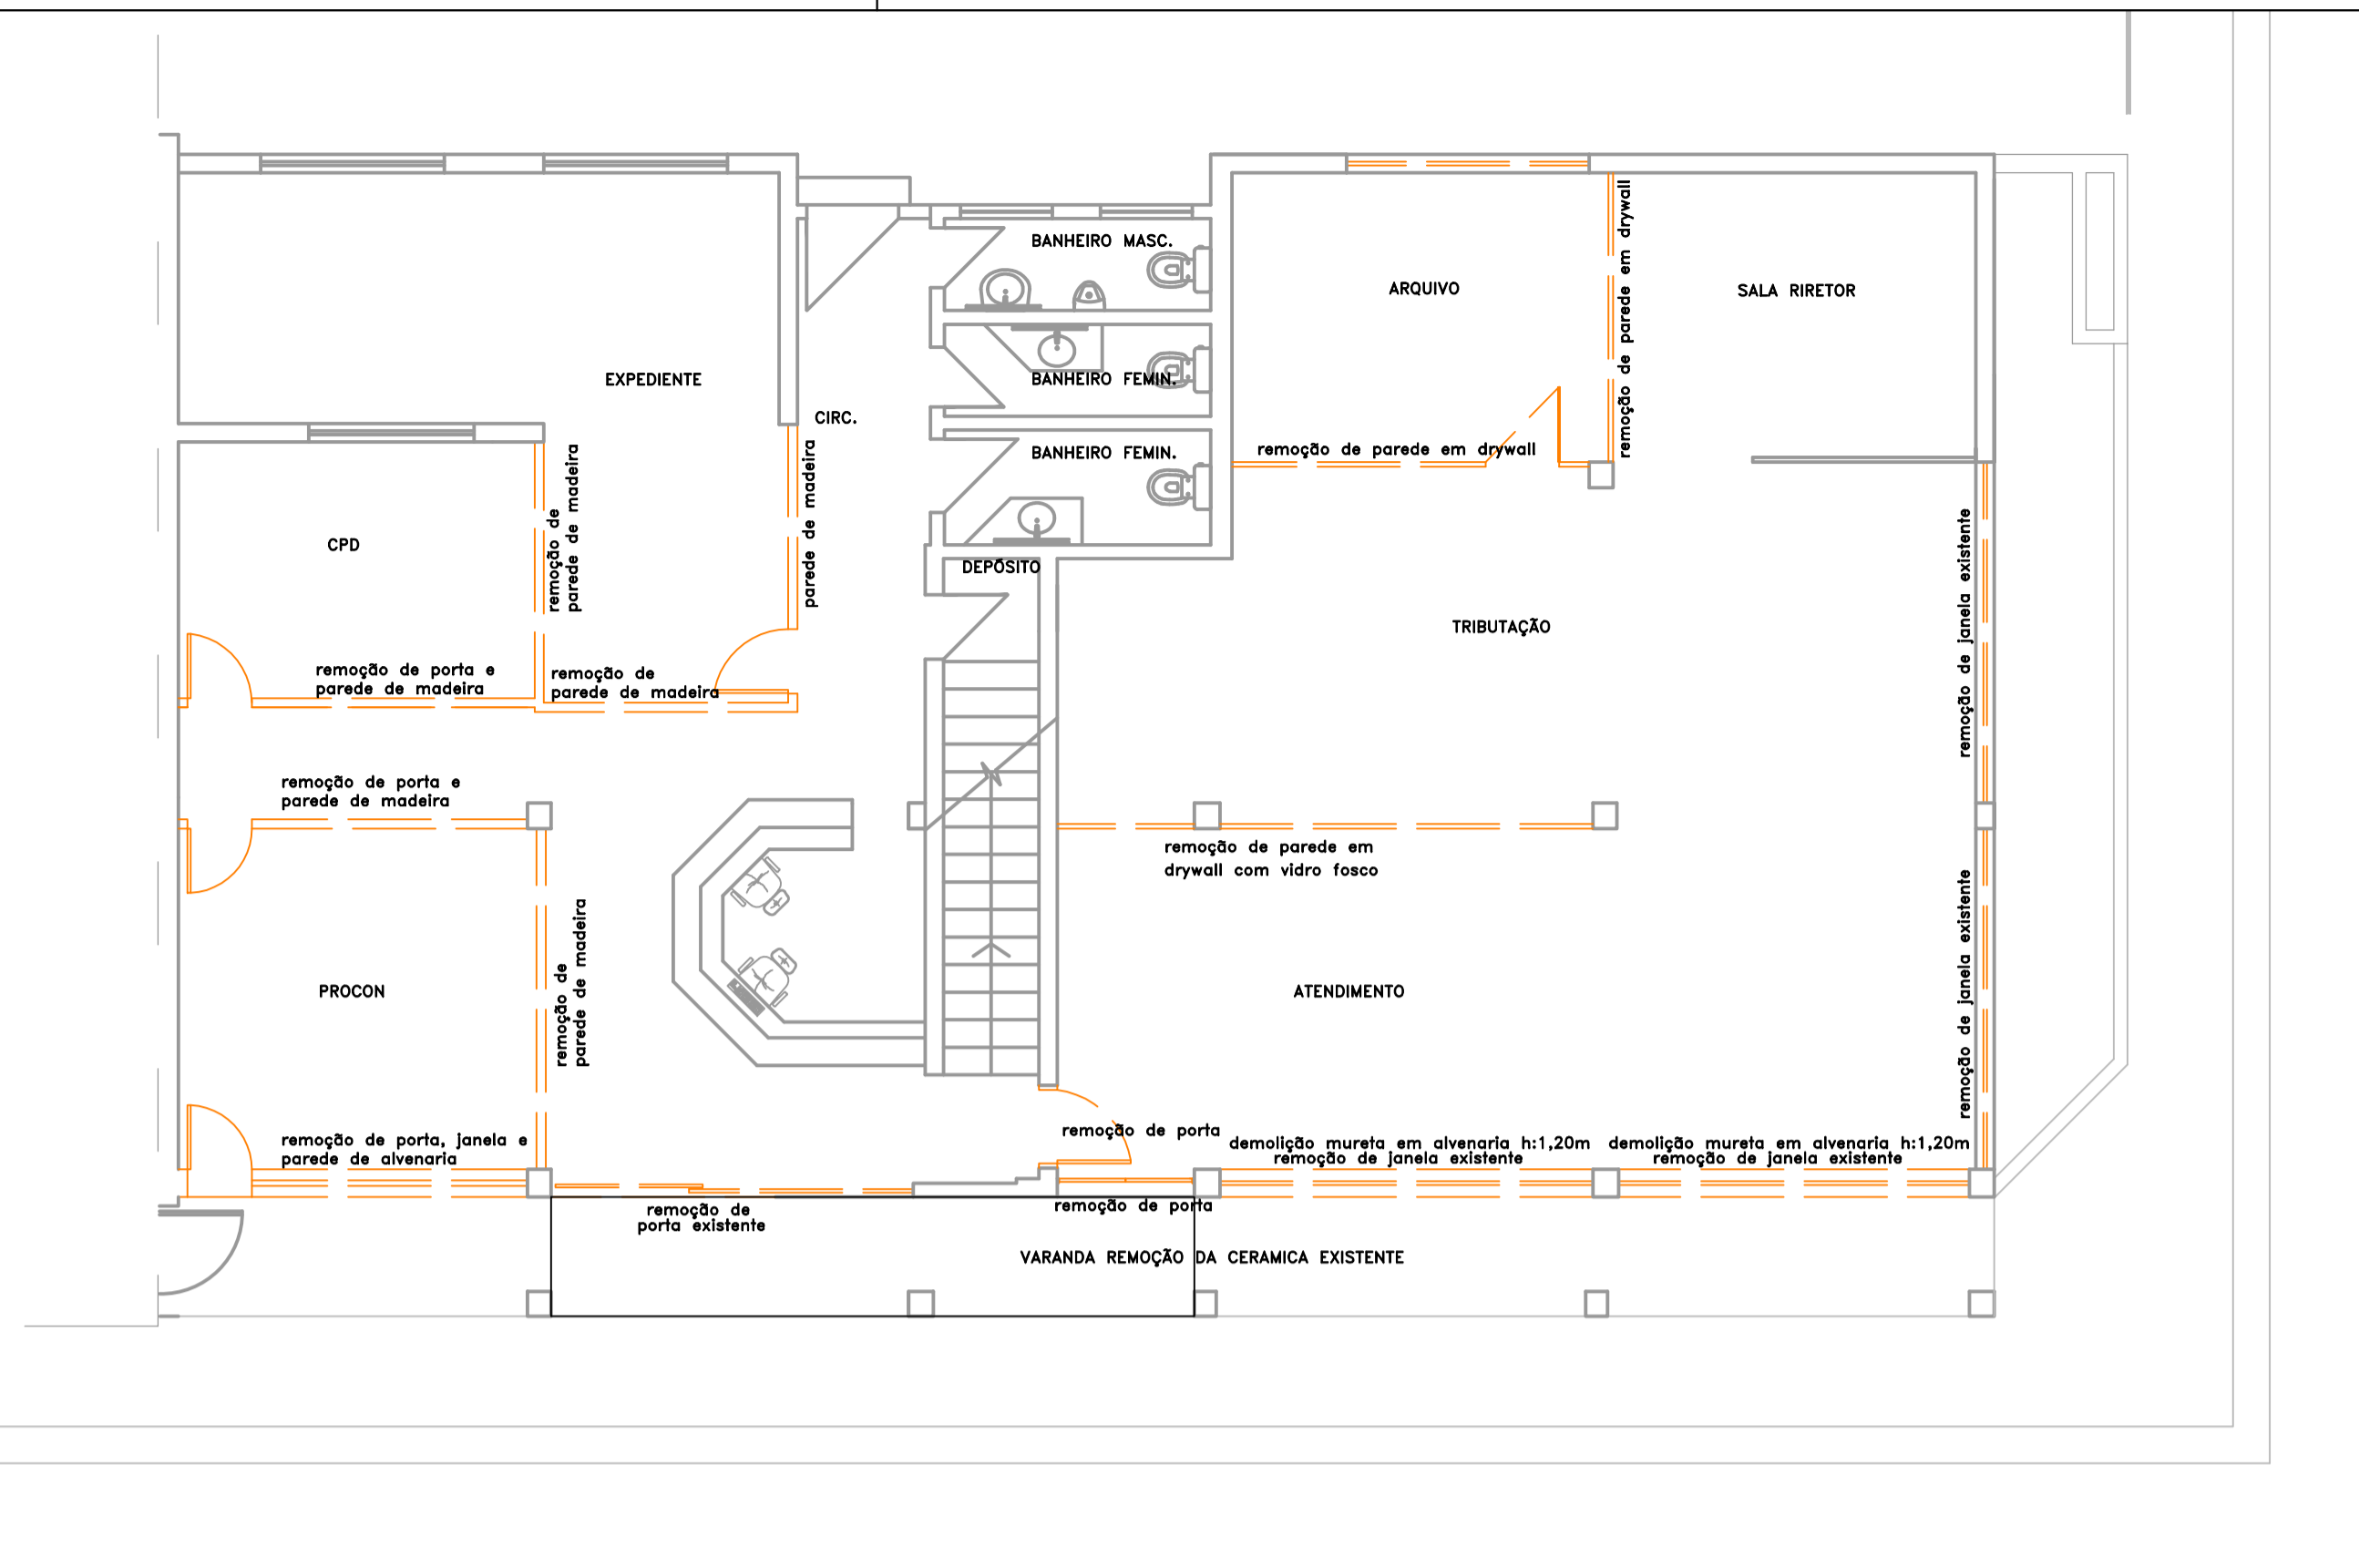 BANHEIRO MASC.
ARQUIVO
SALA RIRETOR
remoção de parede em drywall
EXPEDIENTE
BANHEIRO FEMIN.
CIRC.
remoção de parede em drywall
BANHEIRO FEMIN.
parede de madeira
remoção de
parede de madeira
CPD
DEPÓSITO
TRIBUTAÇÃO
remoção de janela existente
remoção de porta e
parede de madeira
remoção de
parede de madeira
remoção de porta e
parede de madeira
remoção de parede em
drywall com vidro fosco
remoção de
parede de madeira
PROCON
ATENDIMENTO
remoção de janela existente
remoção de porta, janela e
parede de alvenaria
remoção de porta
demolição mureta em alvenaria h:1,20m
remoção de janela existente
demolição mureta em alvenaria h:1,20m
remoção de janela existente
remoção de
porta existente
remoção de porta
VARANDA REMOÇÃO DA CERAMICA EXISTENTE